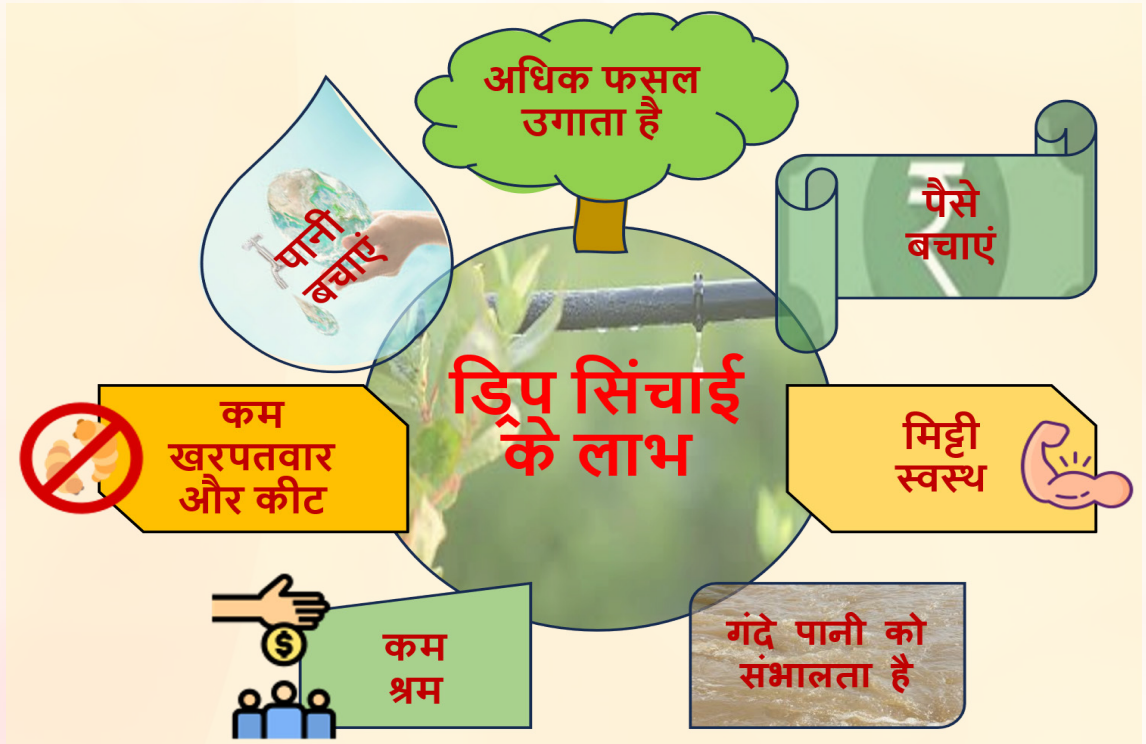 अधिक फसल
उगाता है
पानी
बचाएं
पैसे
बचाएं
ड्रिप सिंचाई
के लाभ
कम
खरपतवार
और कीट
मिट्टी
स्वस्थ
कम
श्रम
गंदे पानी को
संभालता है
₹
$